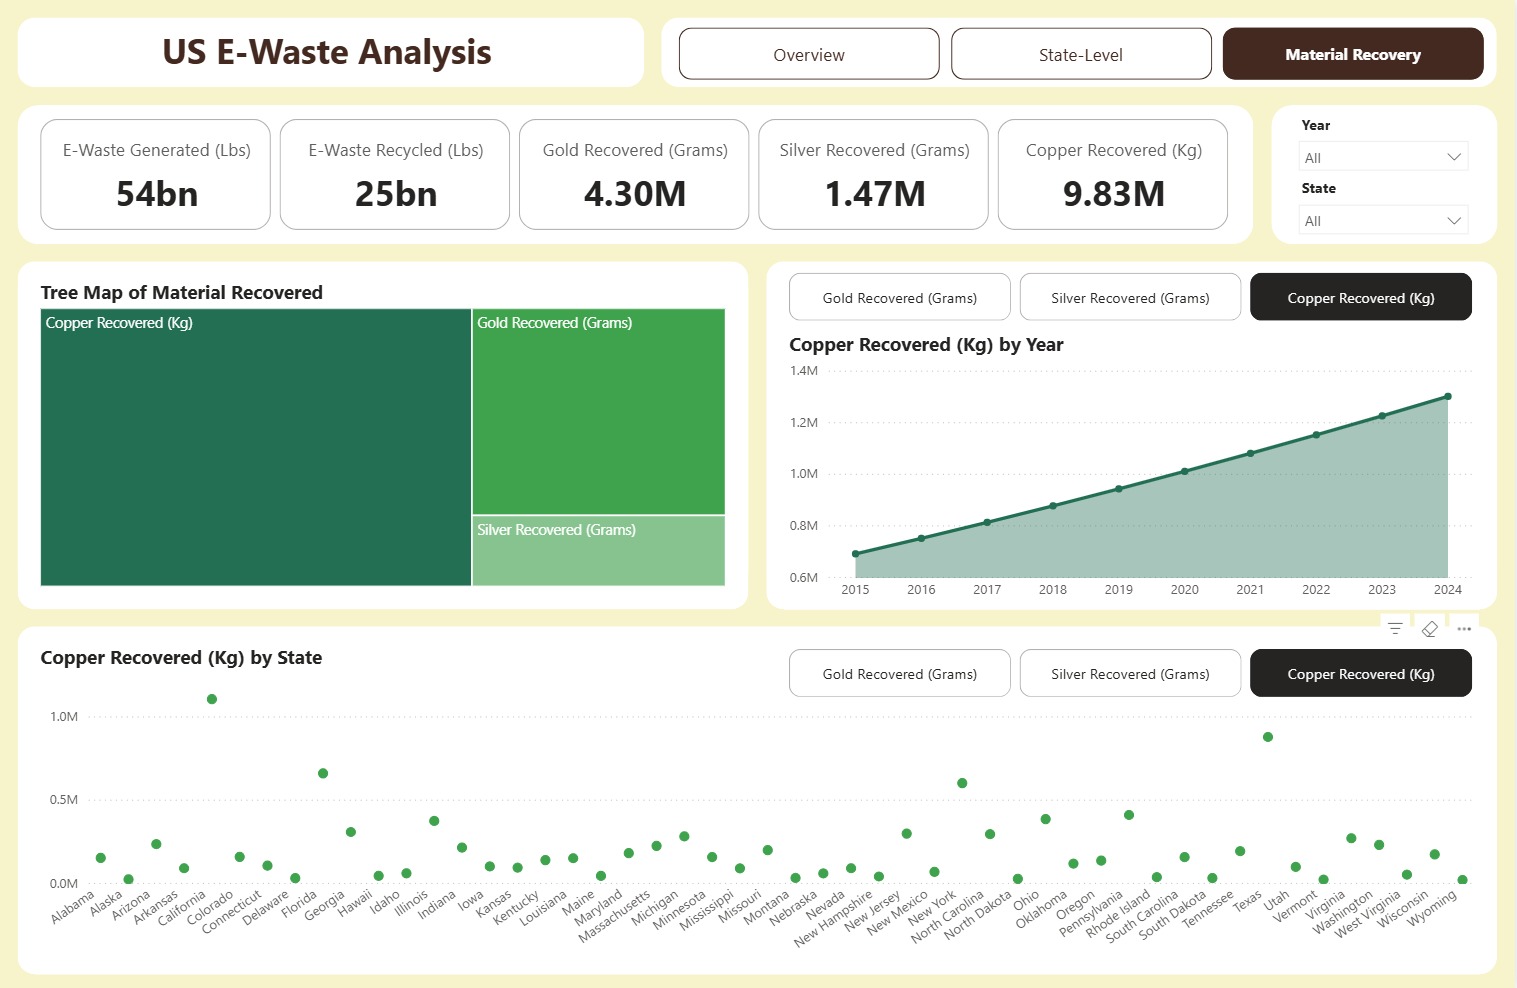 US E-Waste Analysis
Overview
State-Level
Material Recovery
E-Waste Generated (Lbs)
54bn
E-Waste Recycled (Lbs)
25bn
Gold Recovered (Grams)
4.30M
Silver Recovered (Grams)
1.47M
Copper Recovered (Kg)
9.83M
Year
All
State
All
Tree Map of Material Recovered
Copper Recovered (Kg)
Gold Recovered (Grams)
Silver Recovered (Grams)
Gold Recovered (Grams)
Silver Recovered (Grams)
Copper Recovered (Kg)
Copper Recovered (Kg) by Year
1.4M
1.2M
1.0M
0.8M
0.6M
2015
2016
2017
2018
2019
2020
2021
2022
2023
2024
Copper Recovered (Kg) by State
Gold Recovered (Grams)
Silver Recovered (Grams)
Copper Recovered (Kg)
1.0M
0.5M
0.0M
Alabama
Alaska
Arizona
Arkansas
California
Colorado
Connecticut
Delaware
Florida
Georgia
Hawaii
Idaho
Illinois
Indiana
Iowa
Kansas
Kentucky
Louisiana
Maine
Maryland
Massachusetts
Michigan
Minnesota
Mississippi
Missouri
Montana
Nebraska
Nevada
New Hampshire
New Jersey
New Mexico
New York
North Carolina
North Dakota
Ohio
Oklahoma
Oregon
Pennsylvania
Rhode Island
South Carolina
South Dakota
Tennessee
Texas
Utah
Vermont
Virginia
Washington
West Virginia
Wisconsin
Wyoming